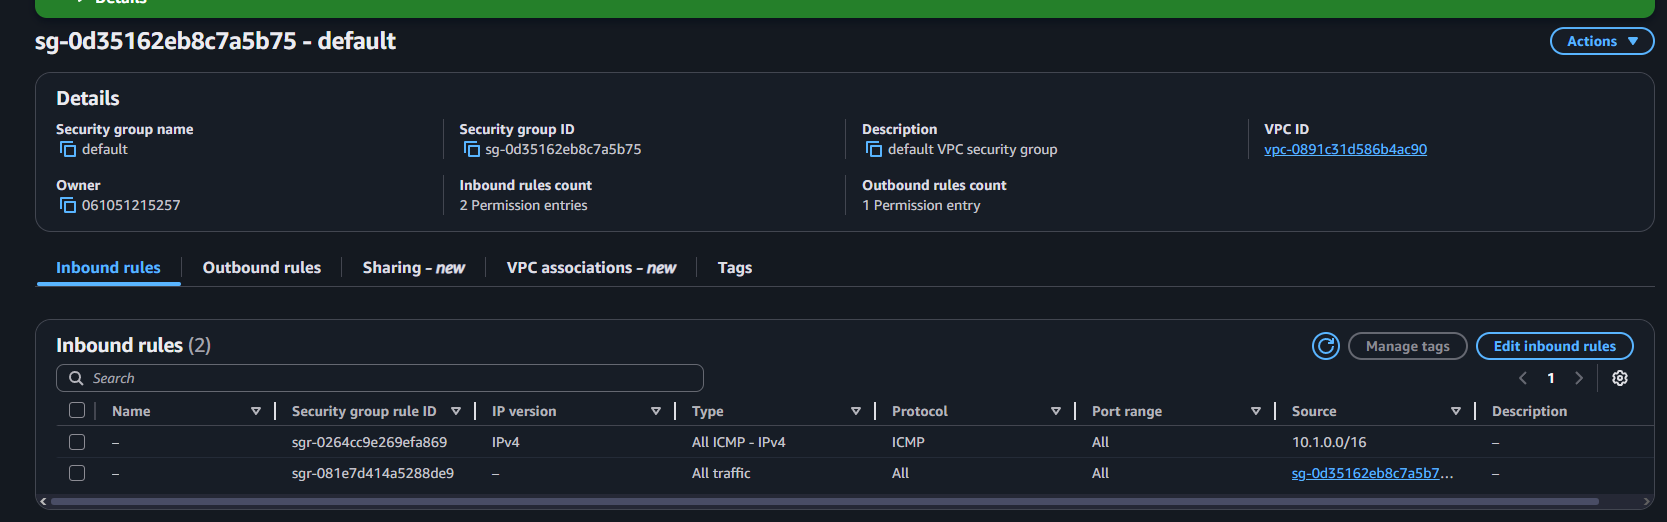 Details
sg-0d35162eb8c7a5b75 - default
Actions
Details
Security group name
default
Security group ID
sg-0d35162eb8c7a5b75
Description
default VPC security group
VPC ID
vpc-0891c31d586b4ac90
Owner
061051215257
Inbound rules count
2 Permission entries
Outbound rules count
1 Permission entry
Inbound rules
Outbound rules
Sharing - new
VPC associations - new
Tags
Inbound rules (2)
Manage tags
Edit inbound rules
Search
1
Name Security group rule ID IP version Type Protocol Port range Source Description
– sgr-0264cc9e269efa869 IPv4 All ICMP - IPv4 ICMP All 10.1.0.0/16 –
– sgr-081e7d414a5288de9 – All traffic All All sg-0d35162eb8c7a5b7... –